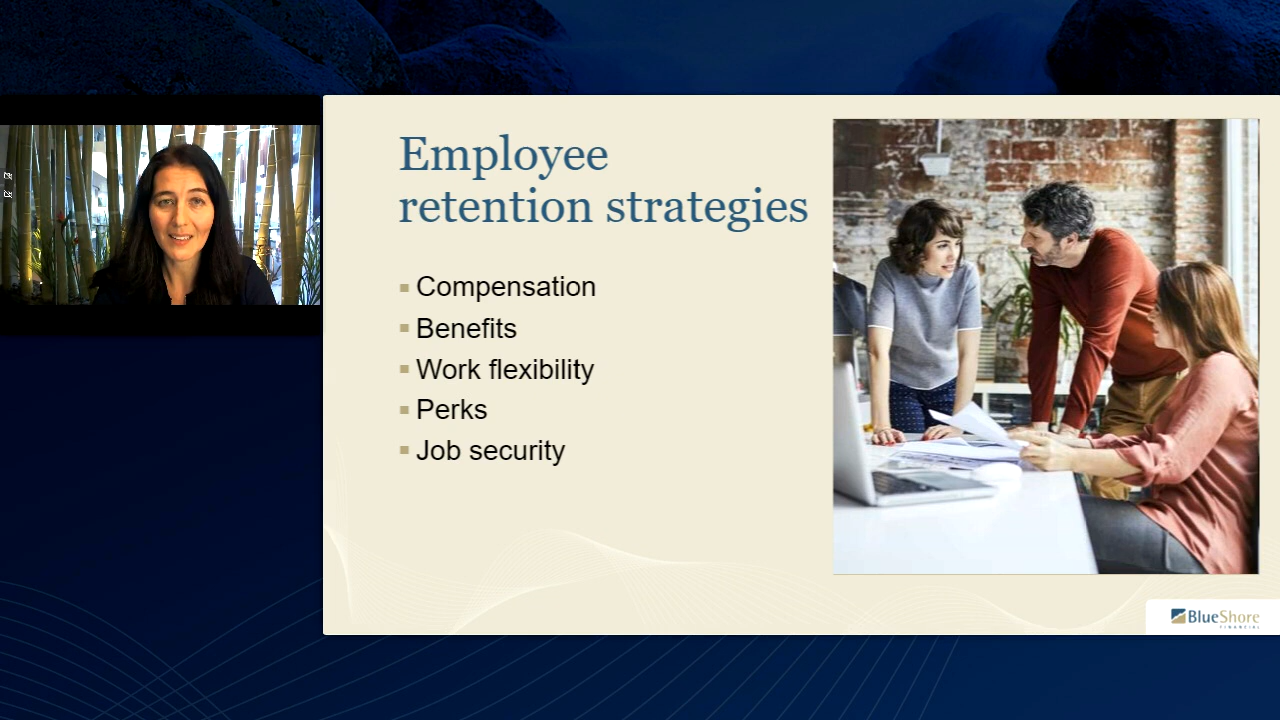 Employee
retention strategies
Compensation
Benefits
Work flexibility
Perks
Job security
BlueShore
FINANCIAL